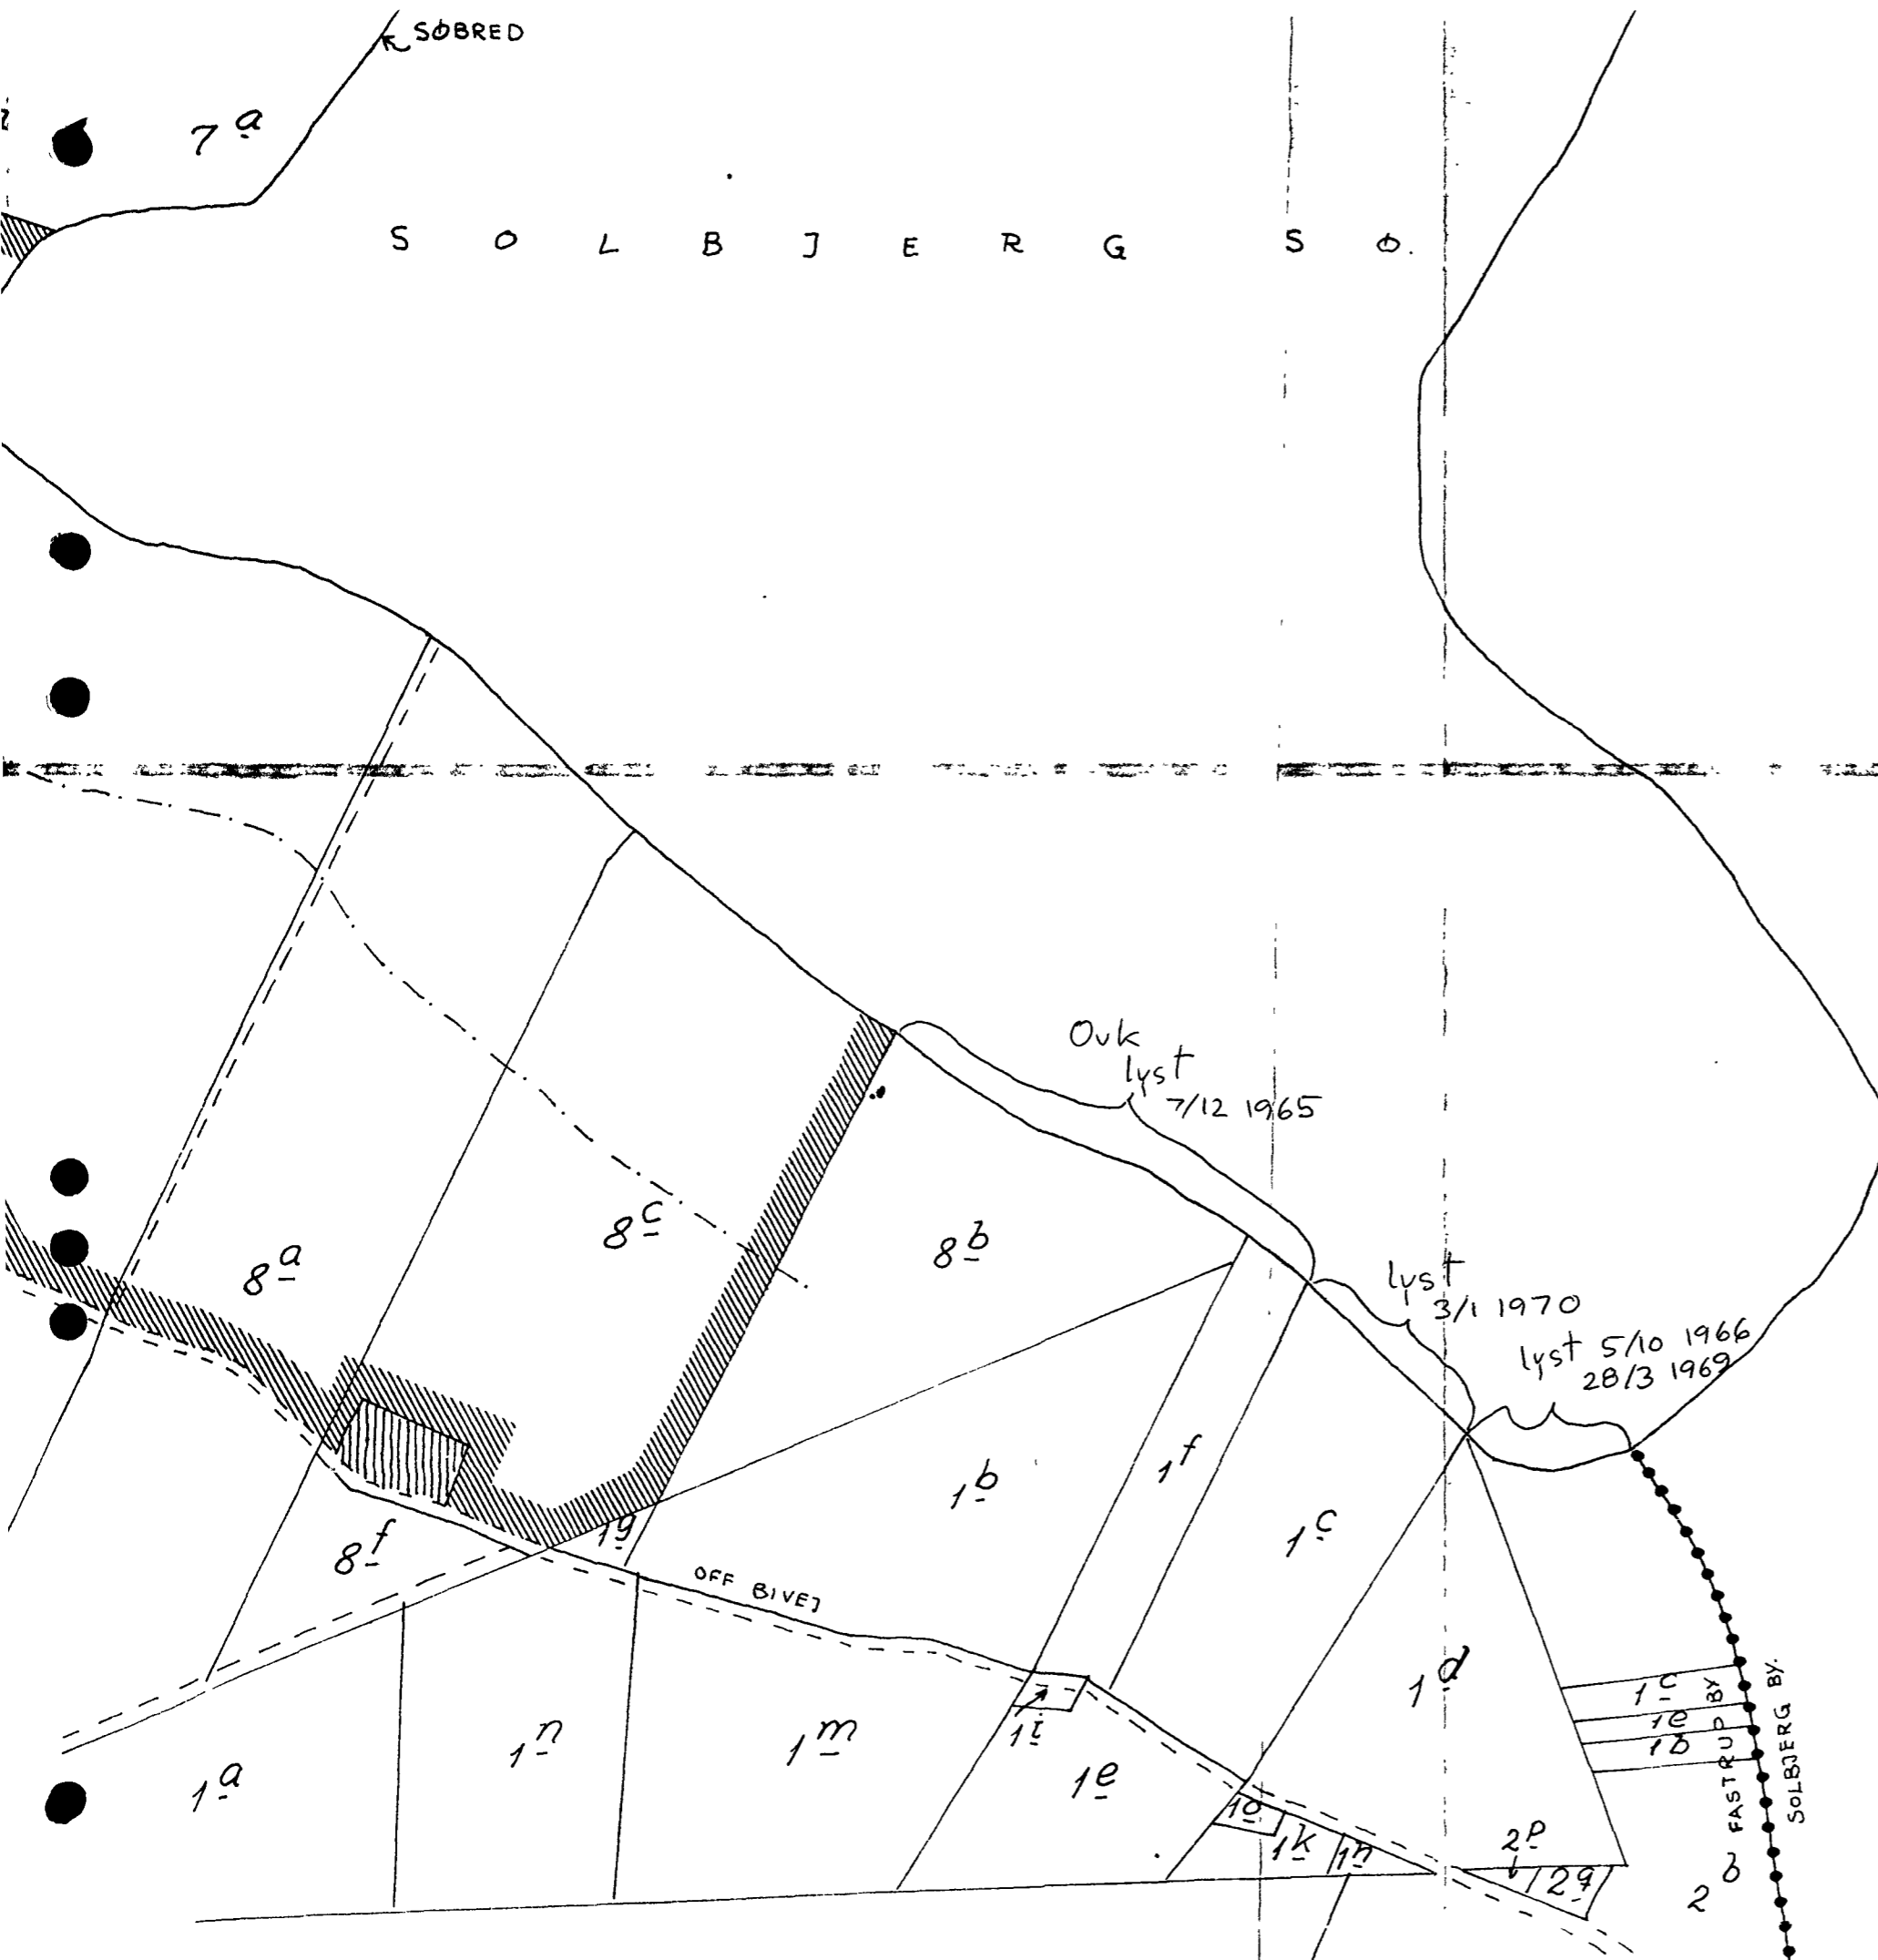 SØBRED
7a
S O L B J E R G S Ø.
Ovk
lyst
7/12 1965
8c
8b
8a
lyst
3/1 1970
lyst 5/10 1966
28/3 1969
1f
1b
1c
1g
8f
OFF BIVEJ
1d
1c
1e
1b
FASTRUP BY
SOLBJERG BY.
1i
1n
1m
1e
1a
1o
1k
1h
2p
2q
2b